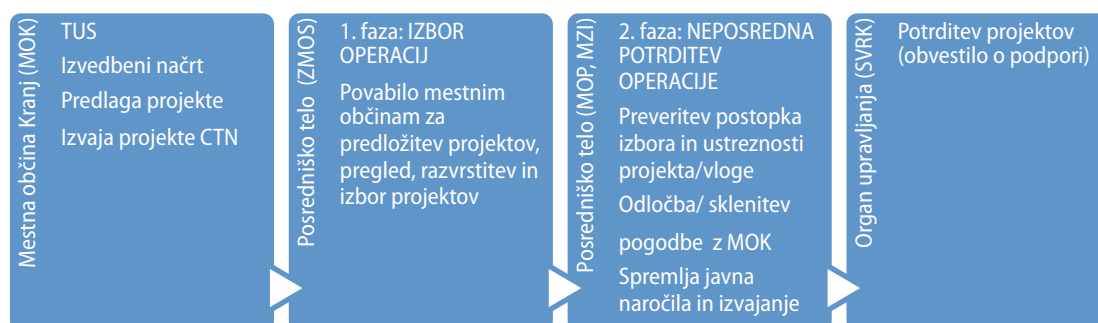 Mestna občina Kranj (MOK)
TUS
Izvedbeni načrt
Predlaga projekte
Izvaja projekte CTN
Posredniško telo (ZMOS)
1. faza: IZBOR
OPERACIJ
Povabilo mestnim
občinam za
predložitev projektov,
pregled, razvrstitev in
izbor projektov
Posredniško telo (MOP, MZI)
2. faza: NEPOSREDNA
POTRDITEV
OPERACIJE
Preveritev postopka
izbora in ustreznosti
projekta/vloge
Odločba/ sklenitev
pogodbe z MOK
Spremlja javna
naročila in izvajanje
Organ upravljanja (SVRK)
Potrditev projektov
(obvestilo o podpori)